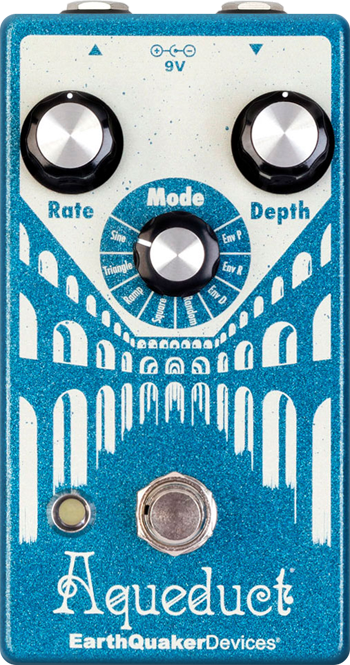 9V
Rate
Mode
Depth
Sine
Triangle
Ramp
Square
Random
Env D
Env R
Env P
Aqueduct
EarthQuakerDevices®